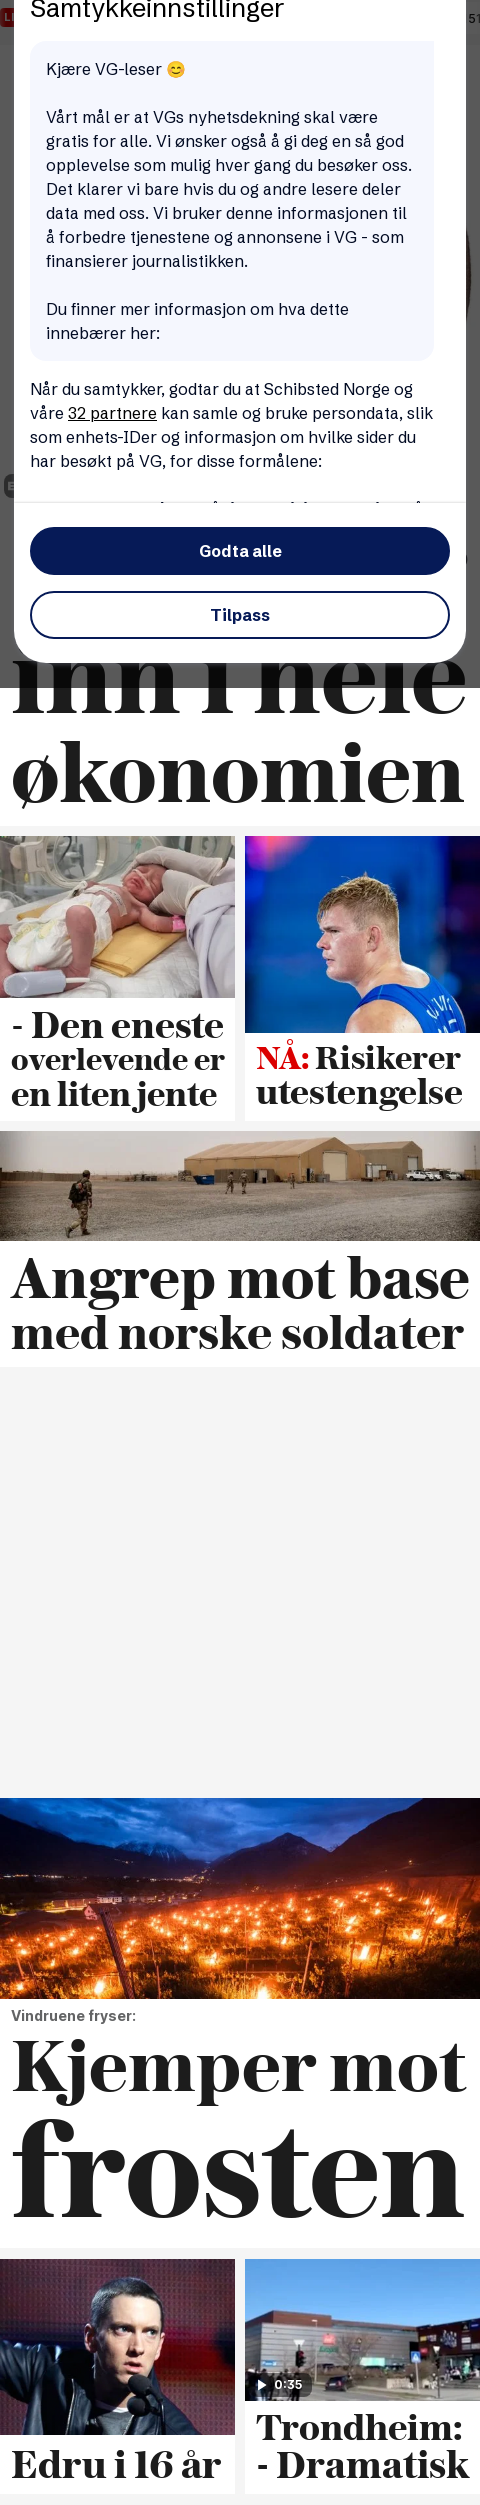 Samtykkeinnstillinger
Kjære VG-leser 😊
Vårt mål er at VGs nyhetsdekning skal være
gratis for alle. Vi ønsker også å gi deg en så god
opplevelse som mulig hver gang du besøker oss.
Det klarer vi bare hvis du og andre lesere deler
data med oss. Vi bruker denne informasjonen til
å forbedre tjenestene og annonsene i VG - som
finansierer journalistikken.
Du finner mer informasjon om hva dette
innebærer her:
Når du samtykker, godtar du at Schibsted Norge og
våre 32 partnere kan samle og bruke persondata, slik
som enhets-IDer og informasjon om hvilke sider du
har besøkt på VG, for disse formålene:
Godta alle
Tilpass
inn i hele
økonomien
- Den eneste
overlevende er
en liten jente
NÅ: Risikerer
utestengelse
Angrep mot base
med norske soldater
Vindruene fryser:
Kjemper mot
frosten
Edru i 16 år
0:35
Trondheim:
- Dramatisk